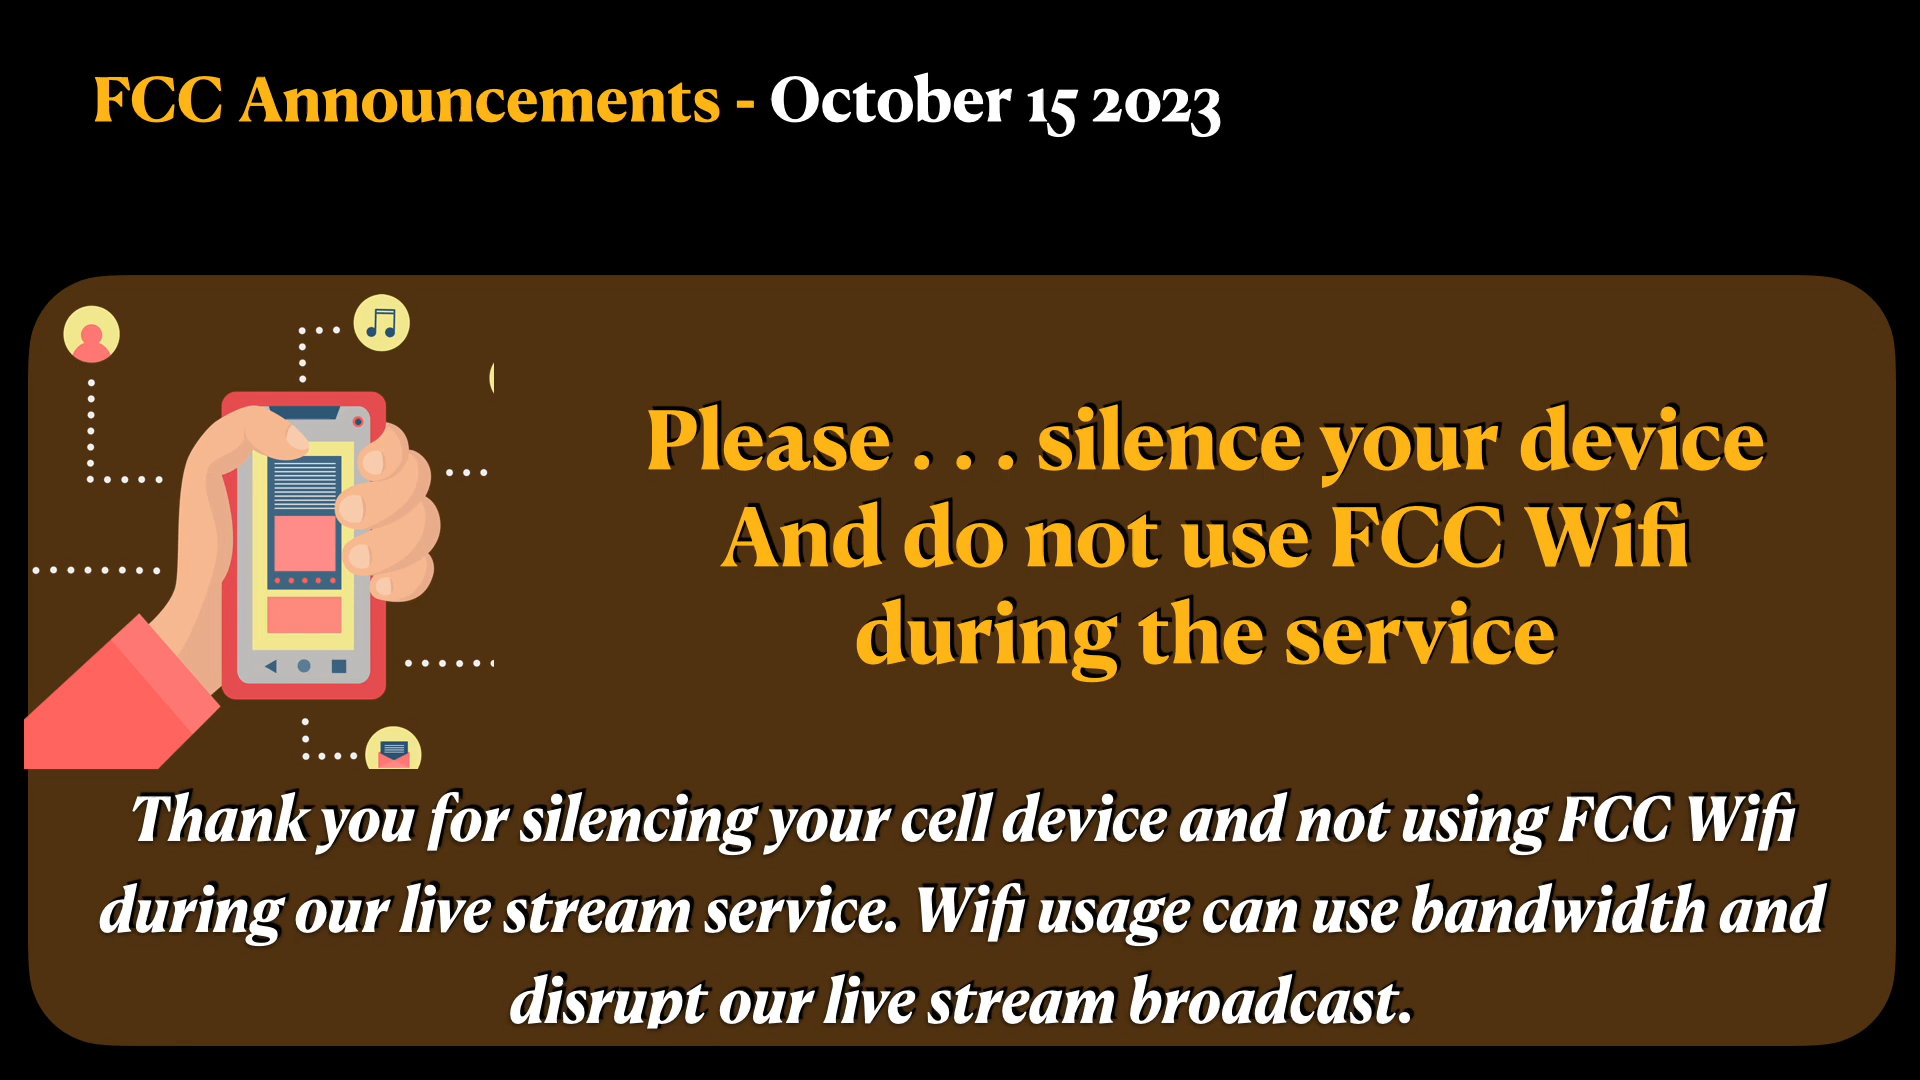 FCC Announcements - October 15 2023
Please . . . silence your device
And do not use FCC Wifi
during the service
Thank you for silencing your cell device and not using FCC Wifi
during our live stream service. Wifi usage can use bandwidth and
disrupt our live stream broadcast.